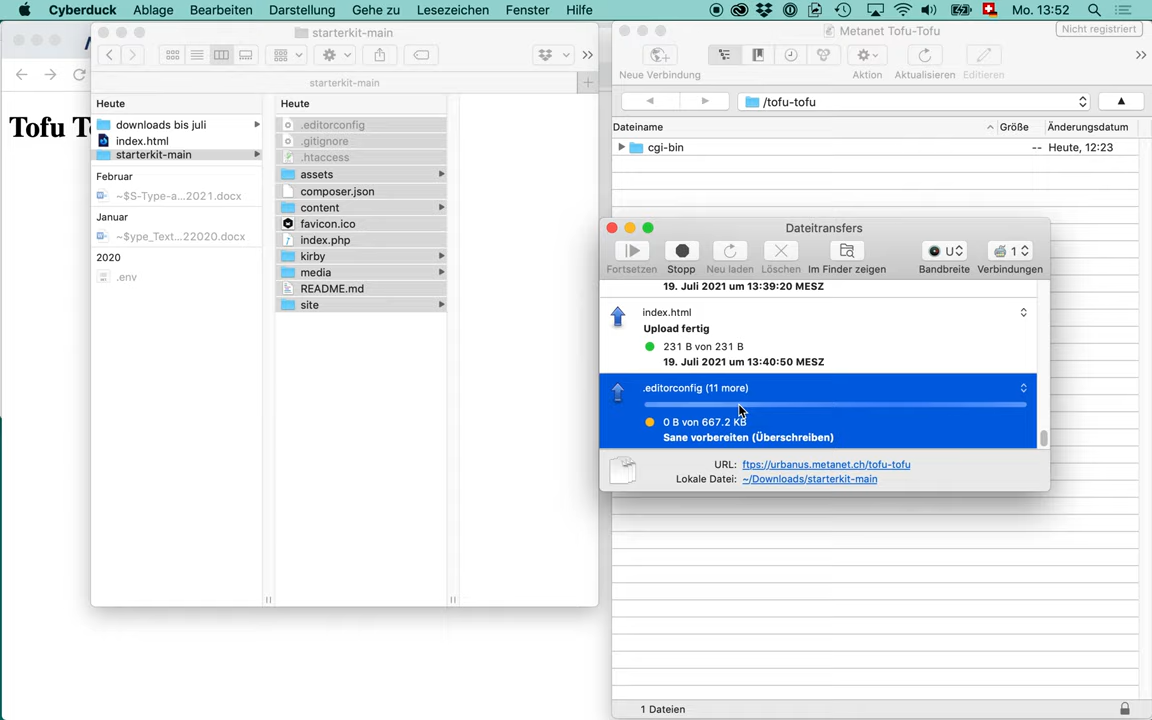 Cyberduck Ablage Bearbeiten Darstellung Gehe zu Lesezeichen Fenster Hilfe Mo. 13:52
starterkit-main
starterkit-main
Tofu T
Heute
downloads bis juli
index.html
starterkit-main
Februar
~$S-Type-a...2021.docx
Januar
~$ype_Text...22020.docx
2020
.env
Heute
.editorconfig
.gitignore
.htaccess
assets
composer.json
content
favicon.ico
index.php
kirby
media
README.md
site
Metanet Tofu-Tofu
Nicht registriert
Neue Verbindung Aktion Aktualisieren Editieren
/tofu-tofu
Dateiname Größe Änderungsdatum
cgi-bin -- Heute, 12:23
Dateitransfers
Fortsetzen Stopp Neu laden Löschen Im Finder zeigen Bandbreite Verbindungen
U
1
19. Juli 2021 um 13:39:20 MESZ
index.html
Upload fertig
231 B von 231 B
19. Juli 2021 um 13:40:50 MESZ
.editorconfig (11 more)
0 B von 667.2 KB
Sane vorbereiten (Überschreiben)
URL: ftps://urbanus.metanet.ch/tofu-tofu
Lokale Datei: ~/Downloads/starterkit-main
1 Dateien